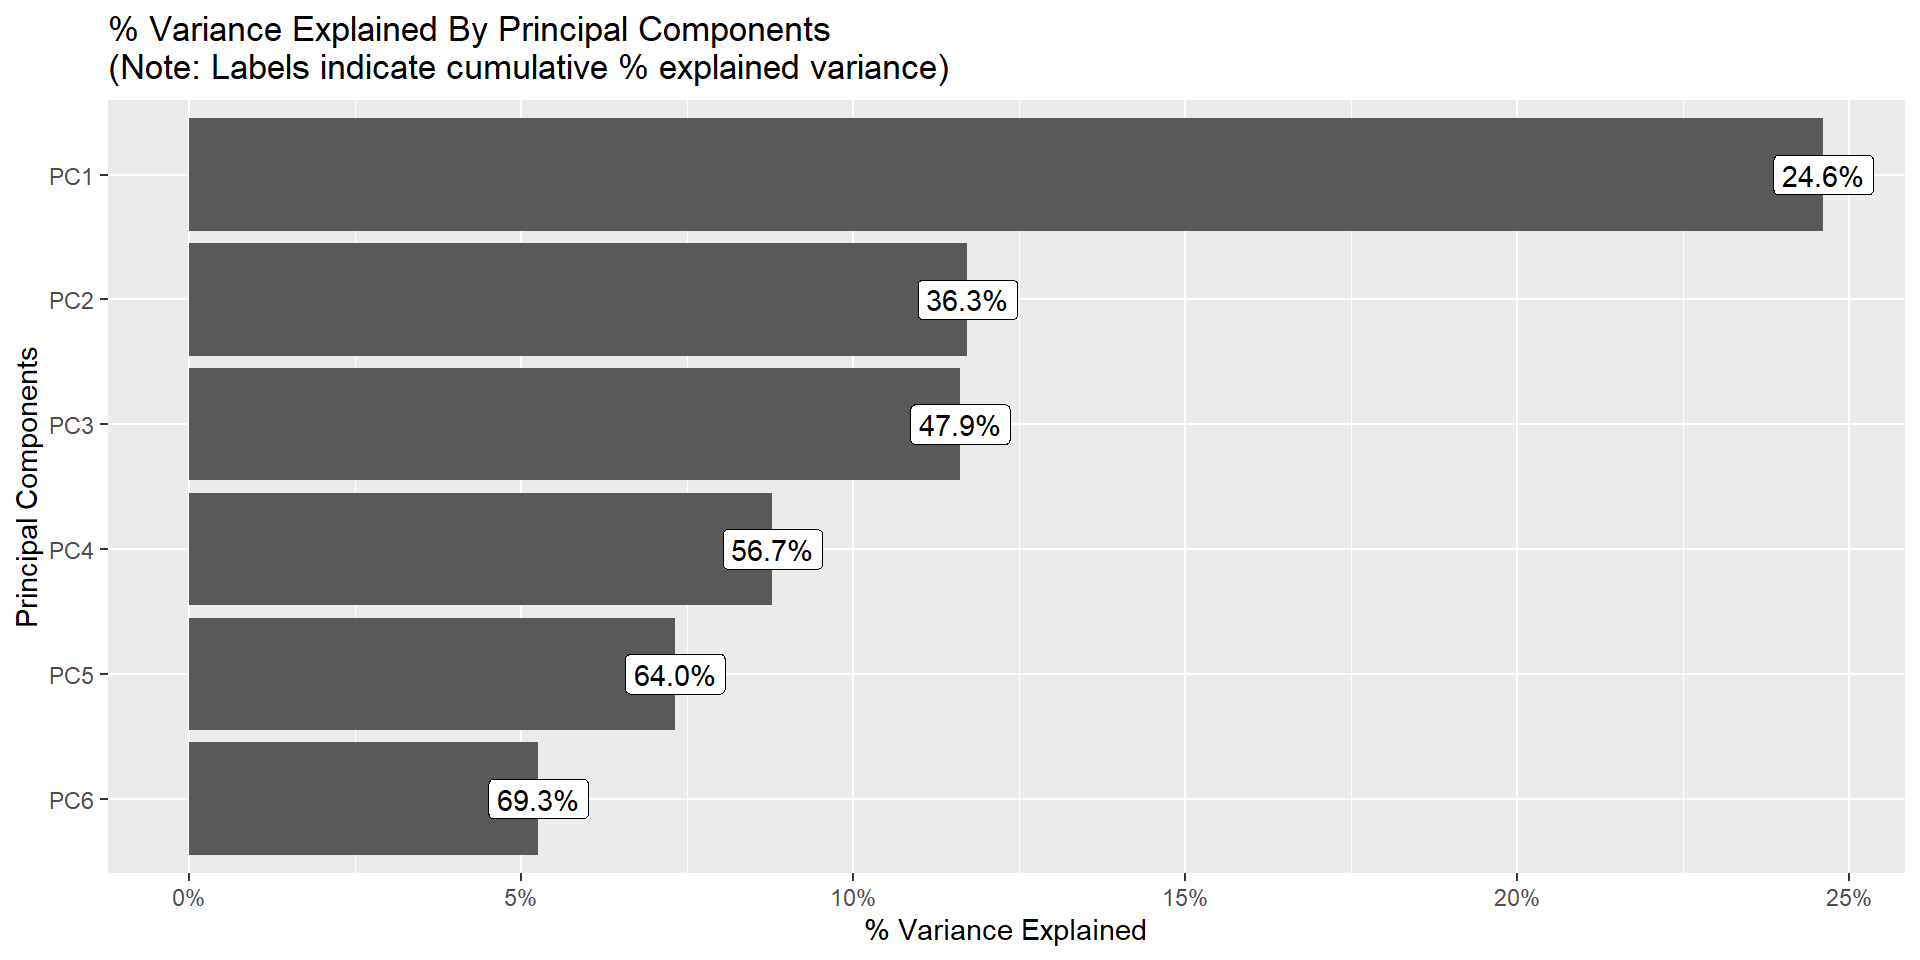 % Variance Explained By Principal Components
(Note: Labels indicate cumulative % explained variance)
Principal Components
PC1
24.6%
PC2
36.3%
PC3
47.9%
PC4
56.7%
PC5
64.0%
PC6
69.3%
0% 5% 10% 15% 20% 25%
% Variance Explained